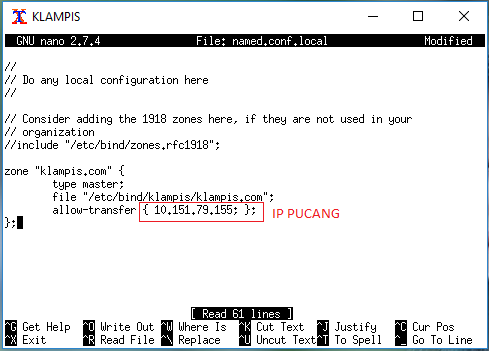 KLAMPIS
GNU nano 2.7.4 File: named.conf.local Modified
//
// Do any local configuration here
//
// Consider adding the 1918 zones here, if they are not used in your
// organization
//include "/etc/bind/zones.rfc1918";
zone "klampis.com" {
type master;
file "/etc/bind/klampis/klampis.com";
allow-transfer { 10.151.79.155; }; IP PUCANG
};
[ Read 61 lines ]
^G Get Help ^O Write Out ^W Where Is ^K Cut Text ^J Justify ^C Cur Pos
^X Exit ^R Read File ^\ Replace ^U Uncut Text ^T To Spell ^_ Go To Line